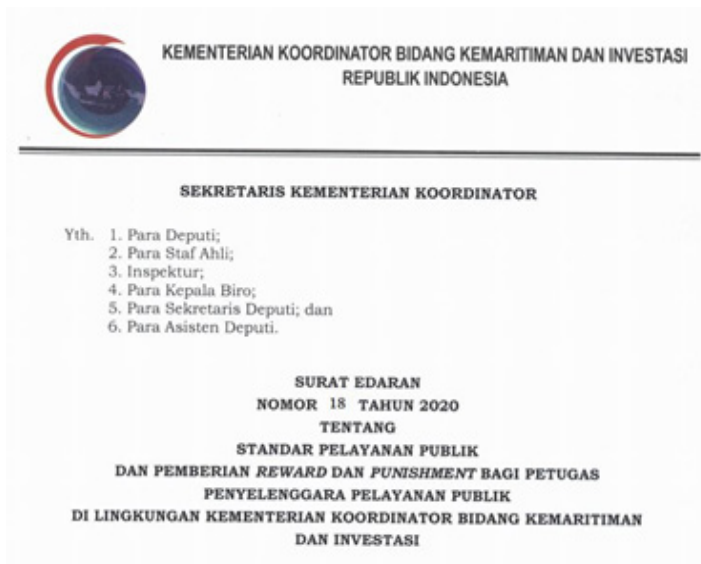 KEMENTERIAN KOORDINATOR BIDANG KEMARITIMAN DAN INVESTASI
REPUBLIK INDONESIA
SEKRETARIS KEMENTERIAN KOORDINATOR
Yth. 1. Para Deputi;
2. Para Staf Ahli;
3. Inspektur;
4. Para Kepala Biro;
5. Para Sekretaris Deputi; dan
6. Para Asisten Deputi.
SURAT EDARAN
NOMOR 18 TAHUN 2020
TENTANG
STANDAR PELAYANAN PUBLIK
DAN PEMBERIAN REWARD DAN PUNISHMENT BAGI PETUGAS
PENYELENGGARA PELAYANAN PUBLIK
DI LINGKUNGAN KEMENTERIAN KOORDINATOR BIDANG KEMARITIMAN
DAN INVESTASI